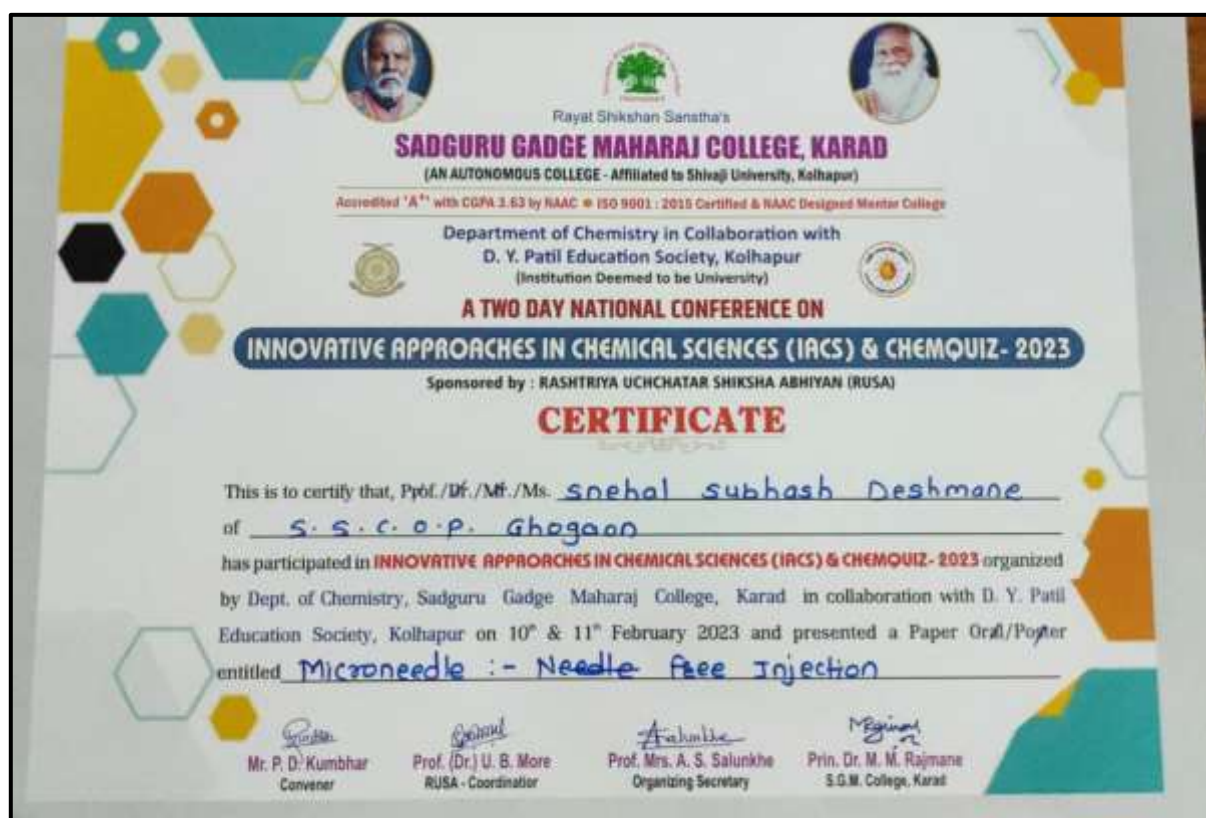 Rayat Shikshan Sanstha's
SADGURU GADGE MAHARAJ COLLEGE, KARAD
(AN AUTONOMOUS COLLEGE - Affiliated to Shivaji University, Kolhapur)
Accredited 'A+' with CGPA 3.63 by NAAC ● ISO 9001 : 2015 Certified & NAAC Designed Mentor College
Department of Chemistry in Collaboration with
D. Y. Patil Education Society, Kolhapur
(Institution Deemed to be University)
A TWO DAY NATIONAL CONFERENCE ON
INNOVATIVE APPROACHES IN CHEMICAL SCIENCES (IACS) & CHEMQUIZ- 2023
Sponsored by : RASHTRIYA UCHCHATAR SHIKSHA ABHIYAN (RUSA)
CERTIFICATE
This is to certify that, Prof./Dr./Mr./Ms. Snehal Subhash Deshmane
of S.S.C.O.P. Ghogaon
has participated in INNOVATIVE APPROACHES IN CHEMICAL SCIENCES (IACS) & CHEMQUIZ- 2023 organized
by Dept. of Chemistry, Sadguru Gadge Maharaj College, Karad in collaboration with D. Y. Patil
Education Society, Kolhapur on 10th & 11th February 2023 and presented a Paper Oral/Poster
entitled Microneedle :- Needle free Injection
Mr. P. D. Kumbhar Prof. (Dr.) U. B. More Prof. Mrs. A. S. Salunkhe Prin. Dr. M. M. Rajmane
Convener RUSA - Coordinatior Organizing Secretary S.G.M. College, Karad